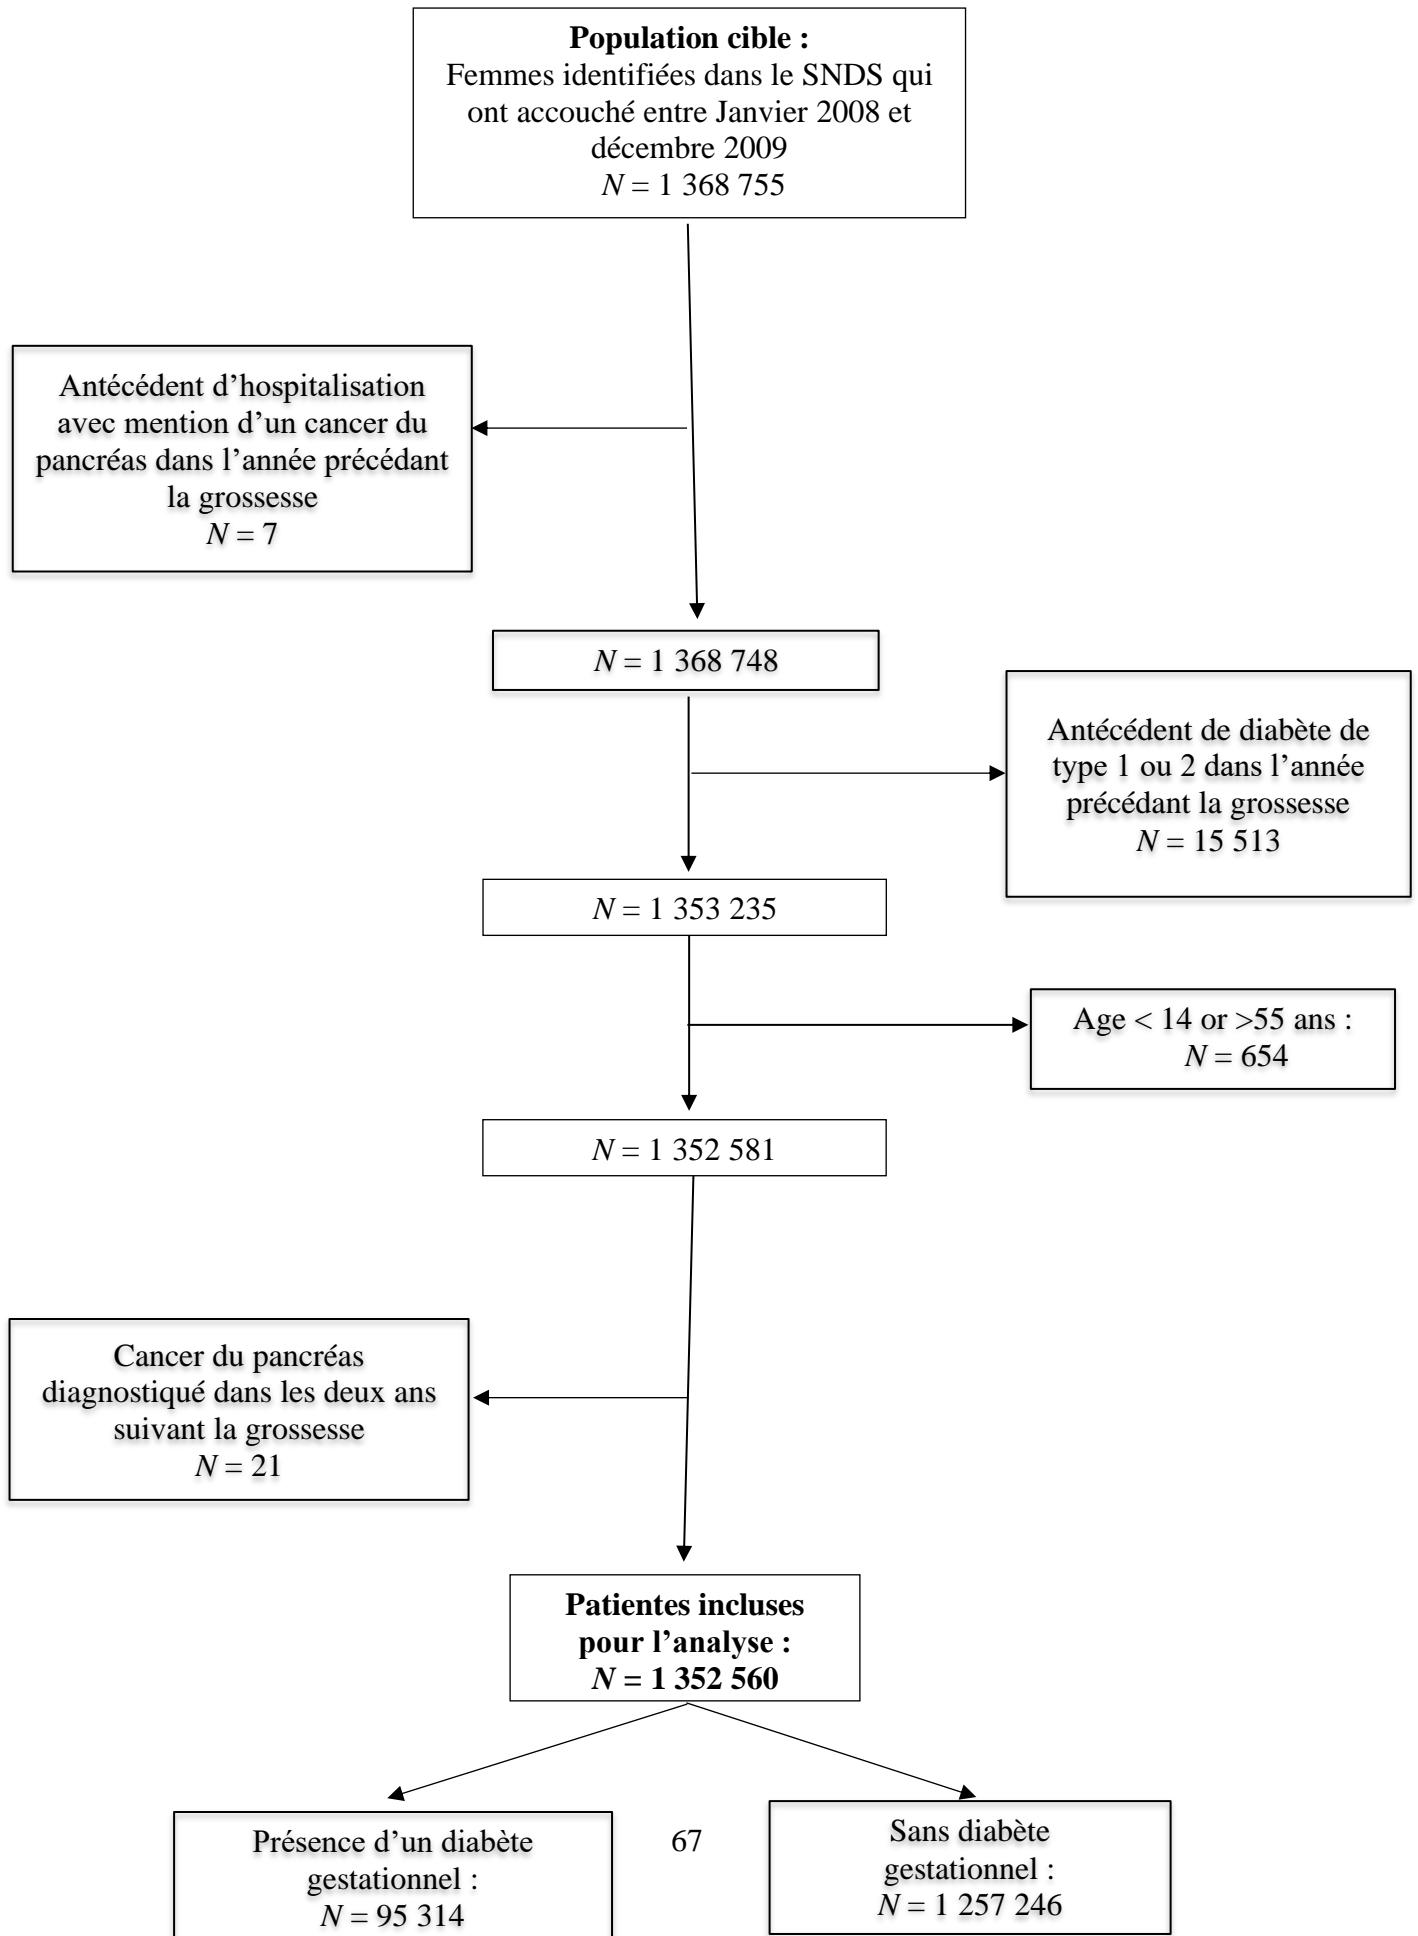 Population cible :
Femmes identifiées dans le SNDS qui
ont accouché entre Janvier 2008 et
décembre 2009
N = 1 368 755
Antécédent d’hospitalisation
avec mention d’un cancer du
pancréas dans l’année précédant
la grossesse
N = 7
N = 1 368 748
Antécédent de diabète de
type 1 ou 2 dans l’année
précédant la grossesse
N = 15 513
N = 1 353 235
Age < 14 or >55 ans :
N = 654
N = 1 352 581
Cancer du pancréas
diagnostiqué dans les deux ans
suivant la grossesse
N = 21
Patientes incluses
pour l’analyse :
N = 1 352 560
Présence d’un diabète
gestationnel :
N = 95 314
67
Sans diabète
gestationnel :
N = 1 257 246